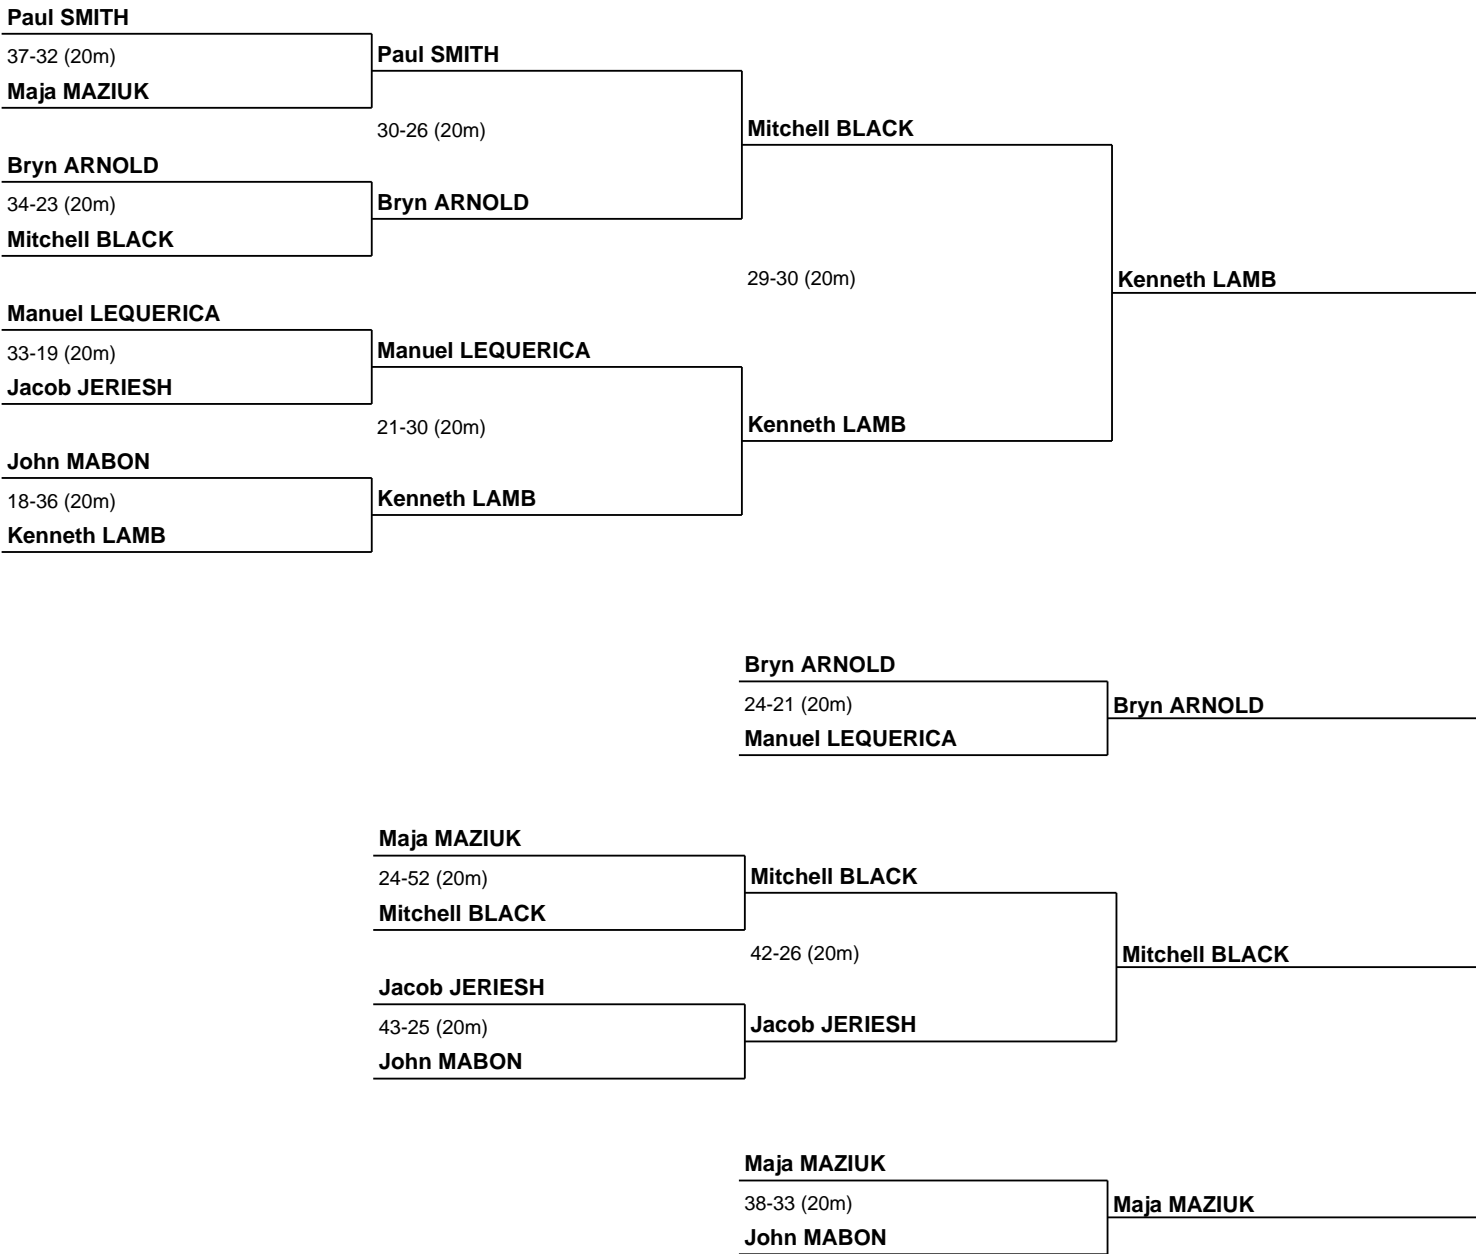 Paul SMITH
37-32 (20m)
Paul SMITH
Maja MAZIUK
30-26 (20m)
Mitchell BLACK
Bryn ARNOLD
34-23 (20m)
Bryn ARNOLD
Mitchell BLACK
29-30 (20m)
Kenneth LAMB
Manuel LEQUERICA
33-19 (20m)
Manuel LEQUERICA
Jacob JERIESH
21-30 (20m)
Kenneth LAMB
John MABON
18-36 (20m)
Kenneth LAMB
Kenneth LAMB
Bryn ARNOLD
24-21 (20m)
Bryn ARNOLD
Manuel LEQUERICA
Maja MAZIUK
24-52 (20m)
Mitchell BLACK
Mitchell BLACK
42-26 (20m)
Mitchell BLACK
Jacob JERIESH
43-25 (20m)
Jacob JERIESH
John MABON
Maja MAZIUK
38-33 (20m)
Maja MAZIUK
John MABON